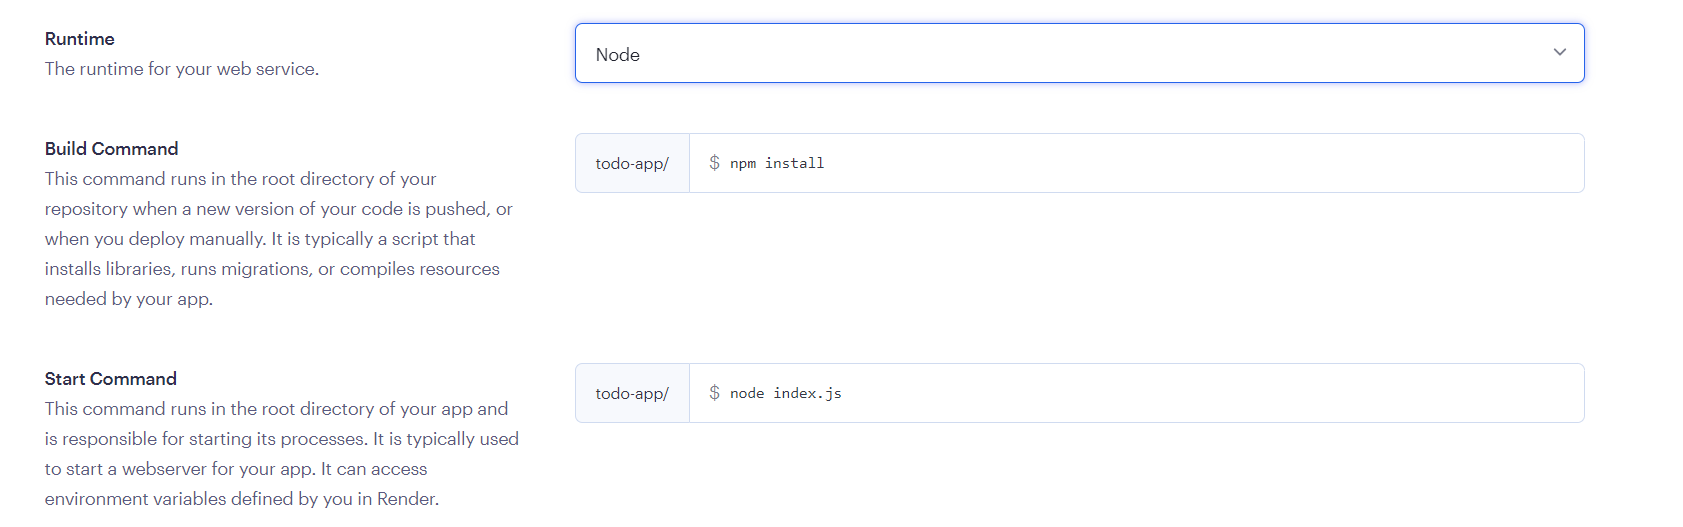 Runtime
The runtime for your web service.
Node
Build Command
This command runs in the root directory of your
repository when a new version of your code is pushed, or
when you deploy manually. It is typically a script that
installs libraries, runs migrations, or compiles resources
needed by your app.
todo-app/ $ npm install
Start Command
This command runs in the root directory of your app and
is responsible for starting its processes. It is typically used
to start a webserver for your app. It can access
environment variables defined by you in Render.
todo-app/ $ node index.js